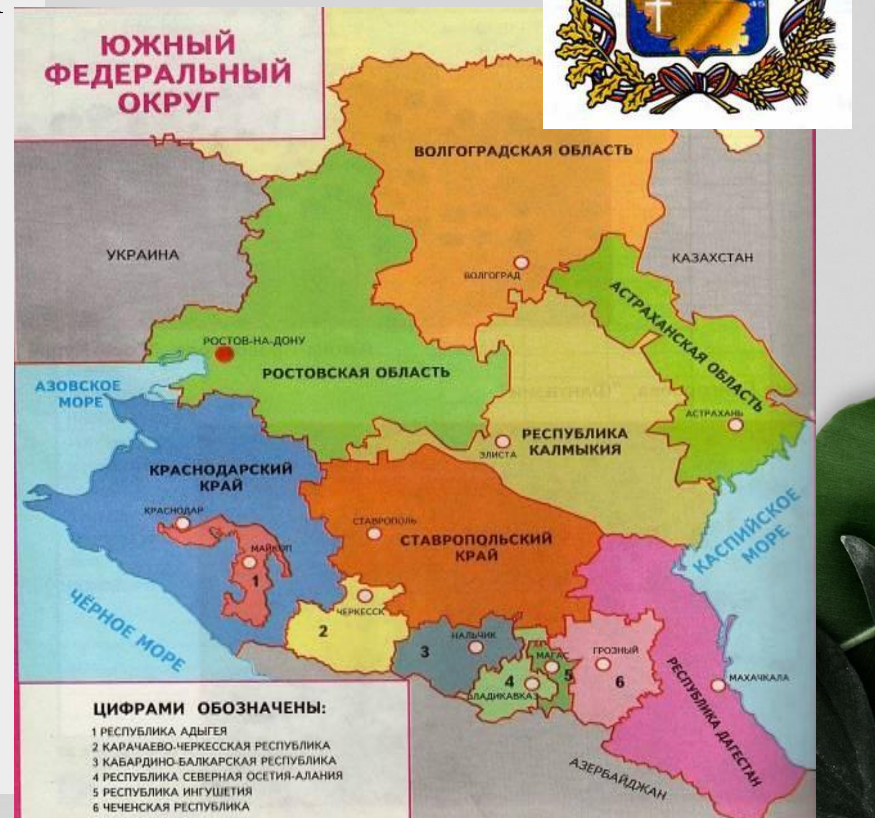 ЮЖНЫЙ
ФЕДЕРАЛЬНЫЙ
ОКРУГ
45
ВОЛГОГРАДСКАЯ ОБЛАСТЬ
УКРАИНА
КАЗАХСТАН
ВОЛГОГРАД
АСТРАХАНСКАЯ ОБЛАСТЬ
РОСТОВ-НА-ДОНУ
РОСТОВСКАЯ ОБЛАСТЬ
АЗОВСКОЕ
МОРЕ
АСТРАХАНЬ
РЕСПУБЛИКА
КАЛМЫКИЯ
ЭЛИСТА
КРАСНОДАРСКИЙ
КРАЙ
КРАСНОДАР
СТАВРОПОЛЬ
СТАВРОПОЛЬСКИЙ
КРАЙ
КАСПИЙСКОЕ
МОРЕ
МАЙКОП
1
ЧЁРНОЕ МОРЕ
ЧЕРКЕССК
2
НАЛЬЧИК
3
МАГАС
ГРОЗНЫЙ
4
5
6
ВЛАДИКАВКАЗ
МАХАЧКАЛА
РЕСПУБЛИКА ДАГЕСТАН
АЗЕРБАЙДЖАН
ЦИФРАМИ ОБОЗНАЧЕНЫ:
1 РЕСПУБЛИКА АДЫГЕЯ
2 КАРАЧАЕВО-ЧЕРКЕССКАЯ РЕСПУБЛИКА
3 КАБАРДИНО-БАЛКАРСКАЯ РЕСПУБЛИКА
4 РЕСПУБЛИКА СЕВЕРНАЯ ОСЕТИЯ-АЛАНИЯ
5 РЕСПУБЛИКА ИНГУШЕТИЯ
6 ЧЕЧЕНСКАЯ РЕСПУБЛИКА